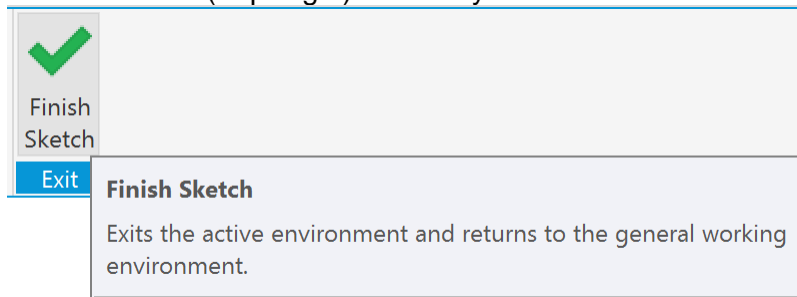 Finish
Sketch
Exit
Finish Sketch
Exits the active environment and returns to the general working
environment.